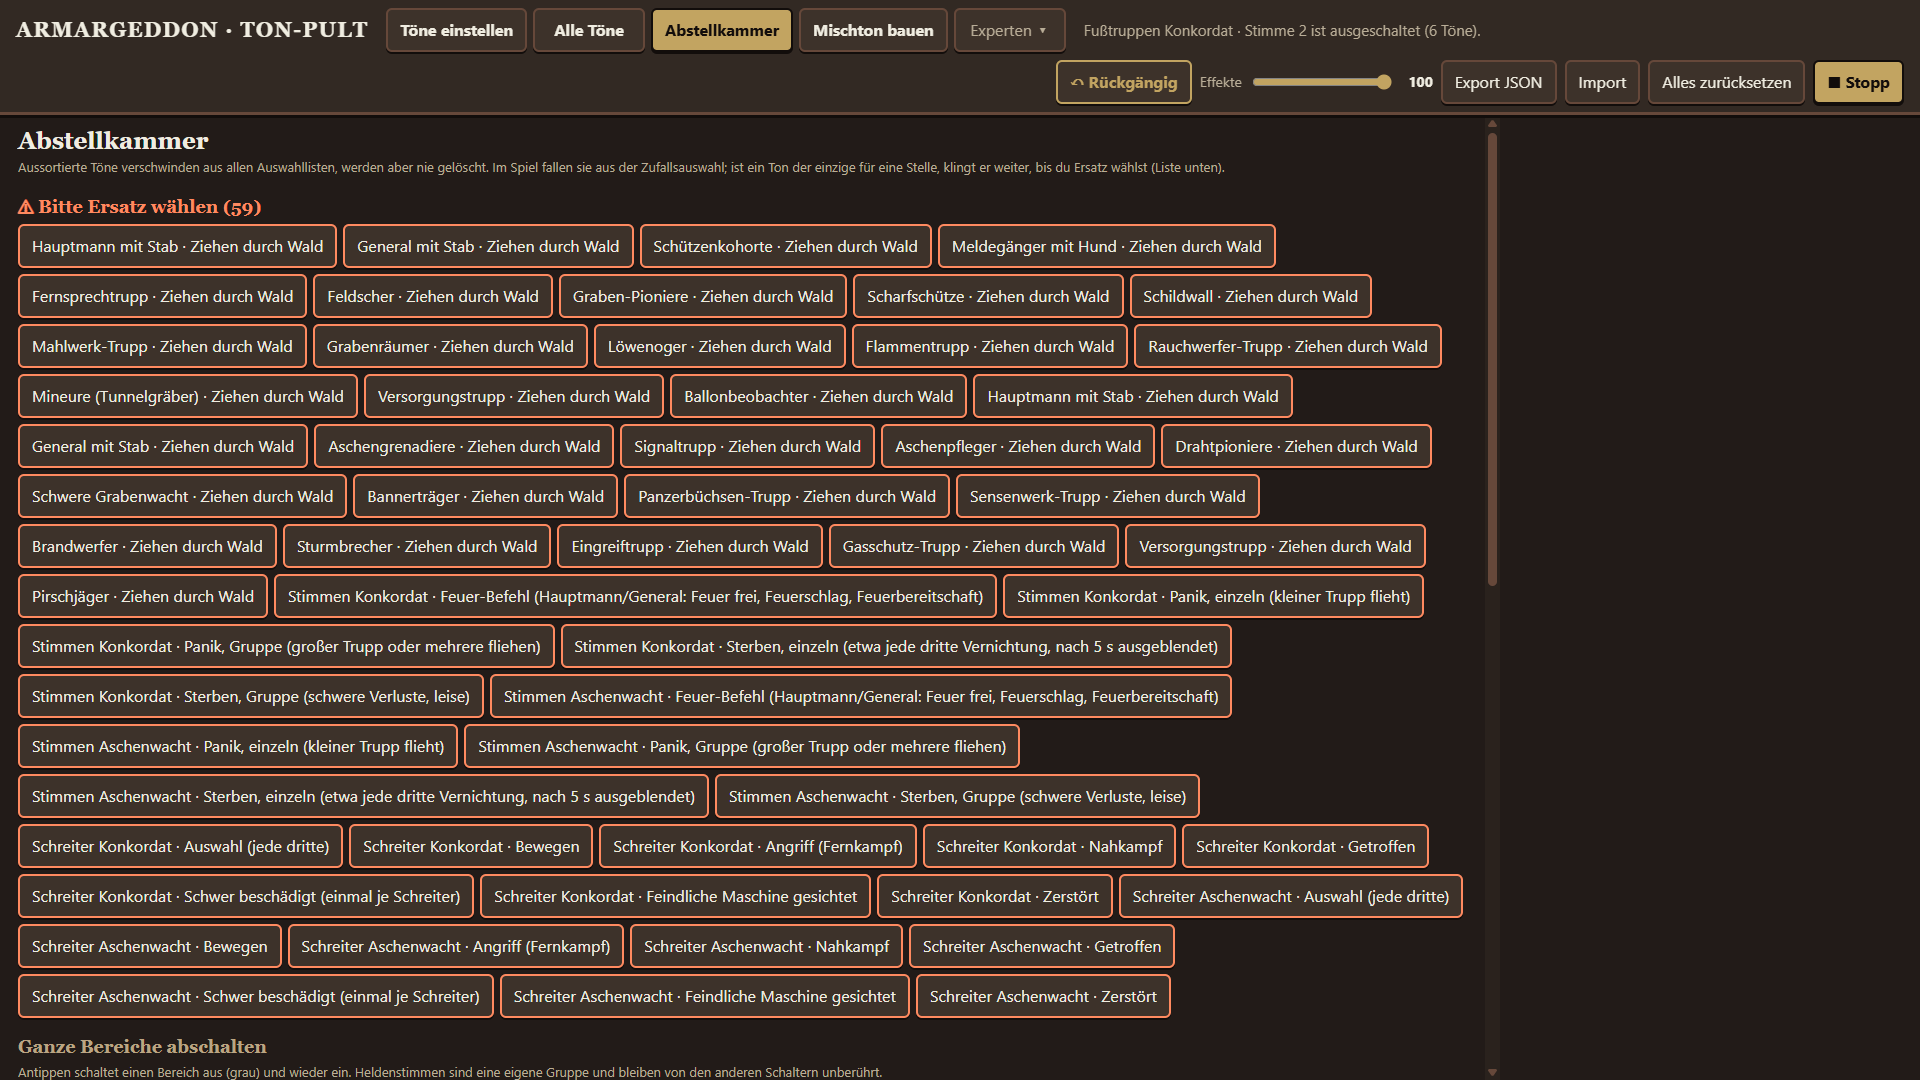 ARMARGEDDON · TON-PULT Töne einstellen Alle Töne Abstellkammer Mischton bauen Experten ▼ Fußtruppen Konkordat · Stimme 2 ist ausgeschaltet (6 Töne).
↶ Rückgängig Effekte 100 Export JSON Import Alles zurücksetzen ■ Stopp
Abstellkammer
Aussortierte Töne verschwinden aus allen Auswahllisten, werden aber nie gelöscht. Im Spiel fallen sie aus der Zufallsauswahl; ist ein Ton der einzige für eine Stelle, klingt er weiter, bis du Ersatz wählst (Liste unten).
⚠ Bitte Ersatz wählen (59)
Hauptmann mit Stab · Ziehen durch Wald General mit Stab · Ziehen durch Wald Schützenkohorte · Ziehen durch Wald Meldegänger mit Hund · Ziehen durch Wald
Fernsprechtrupp · Ziehen durch Wald Feldscher · Ziehen durch Wald Graben-Pioniere · Ziehen durch Wald Scharfschütze · Ziehen durch Wald Schildwall · Ziehen durch Wald
Mahlwerk-Trupp · Ziehen durch Wald Grabenräumer · Ziehen durch Wald Löwenoger · Ziehen durch Wald Flammentrupp · Ziehen durch Wald Rauchwerfer-Trupp · Ziehen durch Wald
Mineure (Tunnelgräber) · Ziehen durch Wald Versorgungstrupp · Ziehen durch Wald Ballonbeobachter · Ziehen durch Wald Hauptmann mit Stab · Ziehen durch Wald
General mit Stab · Ziehen durch Wald Aschengrenadiere · Ziehen durch Wald Signaltrupp · Ziehen durch Wald Aschenpfleger · Ziehen durch Wald Drahtpioniere · Ziehen durch Wald
Schwere Grabenwacht · Ziehen durch Wald Bannerträger · Ziehen durch Wald Panzerbüchsen-Trupp · Ziehen durch Wald Sensenwerk-Trupp · Ziehen durch Wald
Brandwerfer · Ziehen durch Wald Sturmbrecher · Ziehen durch Wald Eingreiftrupp · Ziehen durch Wald Gasschutz-Trupp · Ziehen durch Wald Versorgungstrupp · Ziehen durch Wald
Pirschjäger · Ziehen durch Wald Stimmen Konkordat · Feuer-Befehl (Hauptmann/General: Feuer frei, Feuerschlag, Feuerbereitschaft) Stimmen Konkordat · Panik, einzeln (kleiner Trupp flieht)
Stimmen Konkordat · Panik, Gruppe (großer Trupp oder mehrere fliehen) Stimmen Konkordat · Sterben, einzeln (etwa jede dritte Vernichtung, nach 5 s ausgeblendet)
Stimmen Konkordat · Sterben, Gruppe (schwere Verluste, leise) Stimmen Aschenwacht · Feuer-Befehl (Hauptmann/General: Feuer frei, Feuerschlag, Feuerbereitschaft)
Stimmen Aschenwacht · Panik, einzeln (kleiner Trupp flieht) Stimmen Aschenwacht · Panik, Gruppe (großer Trupp oder mehrere fliehen)
Stimmen Aschenwacht · Sterben, einzeln (etwa jede dritte Vernichtung, nach 5 s ausgeblendet) Stimmen Aschenwacht · Sterben, Gruppe (schwere Verluste, leise)
Schreiter Konkordat · Auswahl (jede dritte) Schreiter Konkordat · Bewegen Schreiter Konkordat · Angriff (Fernkampf) Schreiter Konkordat · Nahkampf Schreiter Konkordat · Getroffen
Schreiter Konkordat · Schwer beschädigt (einmal je Schreiter) Schreiter Konkordat · Feindliche Maschine gesichtet Schreiter Konkordat · Zerstört Schreiter Aschenwacht · Auswahl (jede dritte)
Schreiter Aschenwacht · Bewegen Schreiter Aschenwacht · Angriff (Fernkampf) Schreiter Aschenwacht · Nahkampf Schreiter Aschenwacht · Getroffen
Schreiter Aschenwacht · Schwer beschädigt (einmal je Schreiter) Schreiter Aschenwacht · Feindliche Maschine gesichtet Schreiter Aschenwacht · Zerstört
Ganze Bereiche abschalten
Antippen schaltet einen Bereich aus (grau) und wieder ein. Heldenstimmen sind eine eigene Gruppe und bleiben von den anderen Schaltern unberührt.